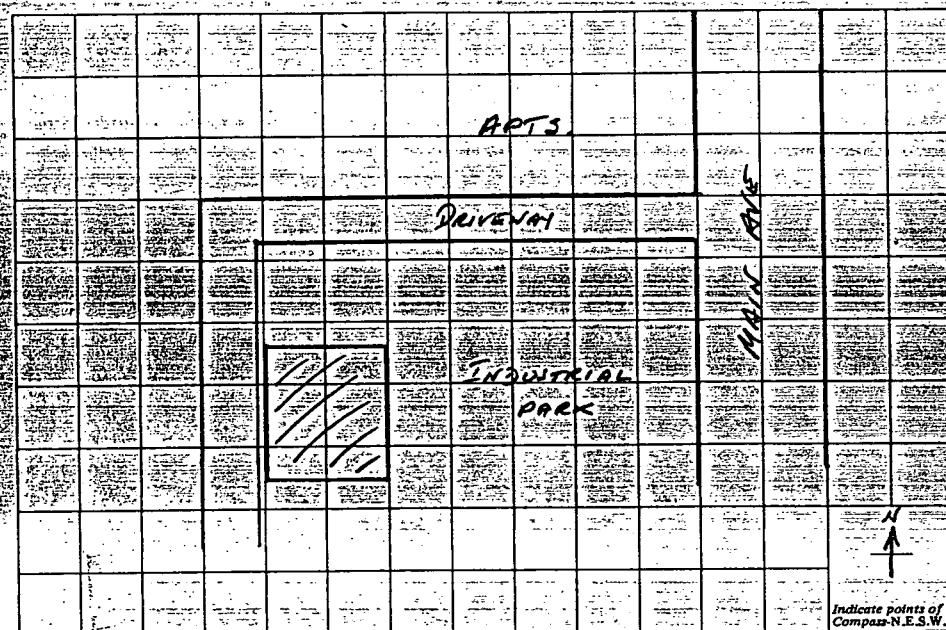 APTS.
DRIVEWAY
MAIN AVE
INDUSTRIAL
PARK
N
Indicate points of
Compass-N.E.S.W.